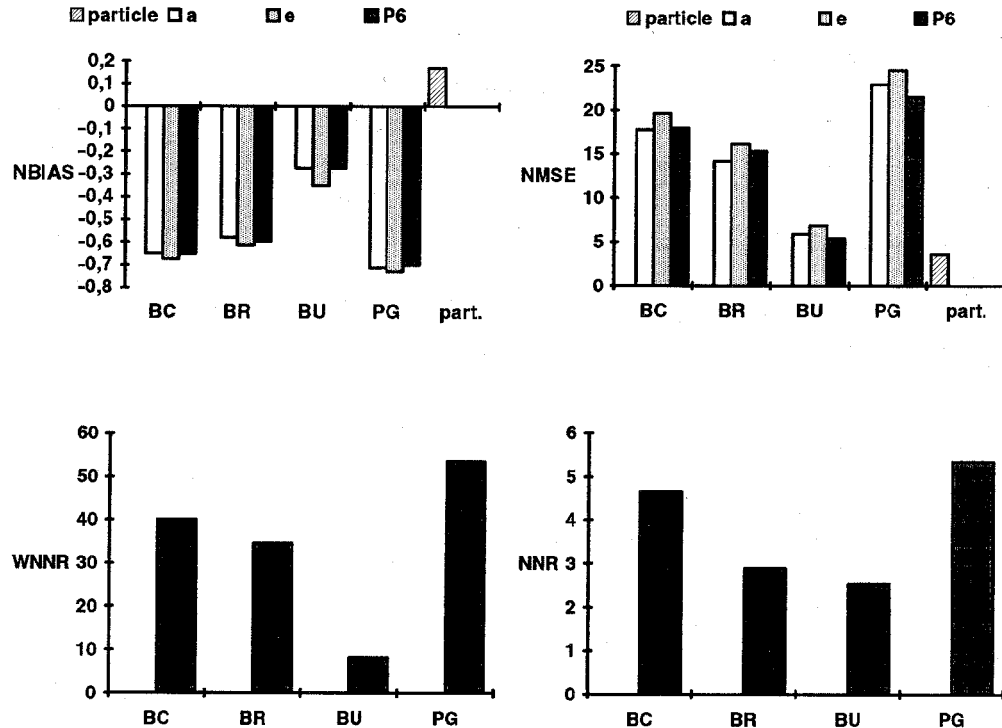 particle a e P6
0,2
0,1
0
-0,1
-0,2
NBIAS -0,3
-0,4
-0,5
-0,6
-0,7
-0,8
BC BR BU PG part.
particle a e P6
25
20
15
NMSE 10
5
0
BC BR BU PG part.
60
50
40
WNNR 30
20
10
0
BC BR BU PG
6
5
4
NNR 3
2
1
0
BC BR BU PG